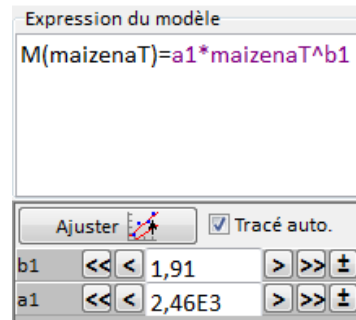 Expression du modèle
M(maizenaT)=a1*maizenaT^b1
Ajuster Tracé auto.
b1 << < 1,91 > >> ±
a1 << < 2,46E3 > >> ±